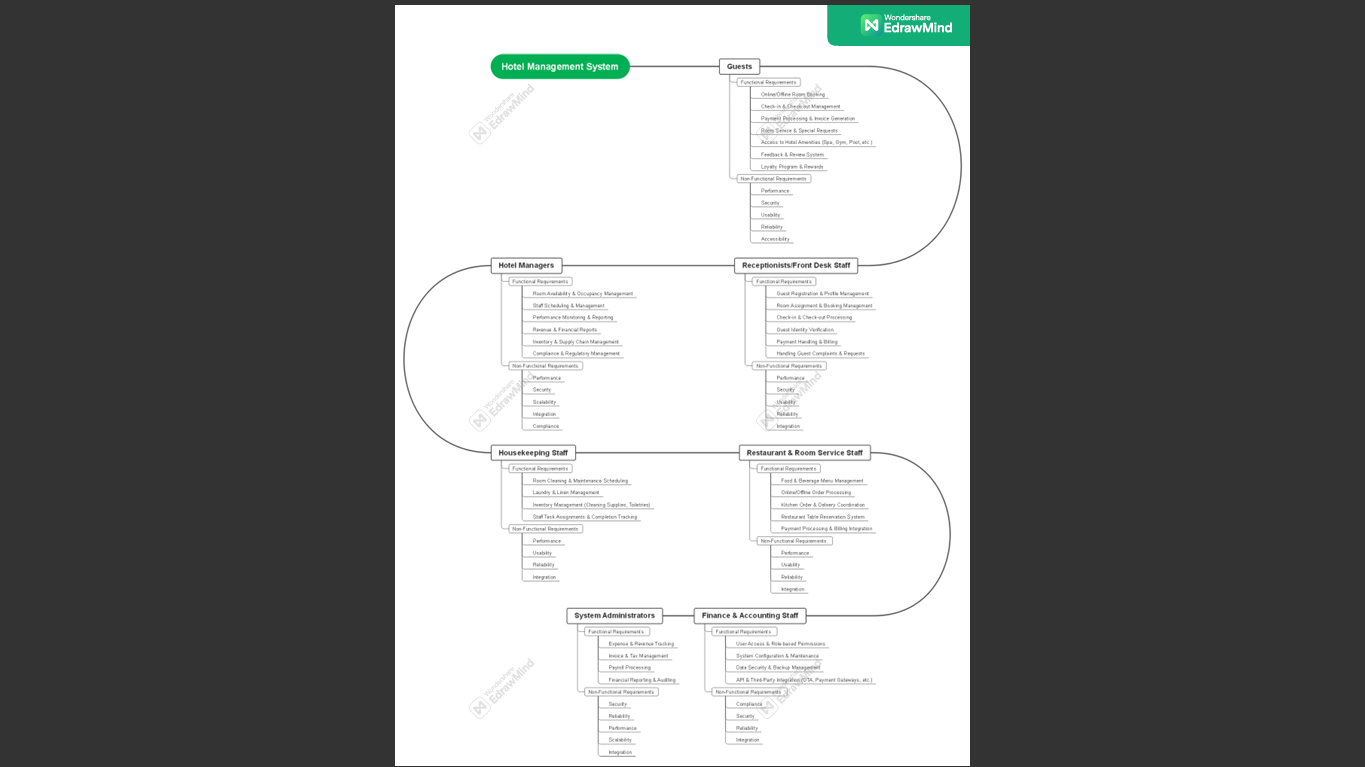 Wondershare
EdrawMind
Hotel Management System
Guests
Functional Requirements
Online/Offline Room Booking
Check-in & Check-out Management
Payment Processing & Invoice Generation
Room Service & Special Requests
Access to Hotel Amenities (Spa, Gym, Pool, etc.)
Feedback & Review System
Loyalty Program & Rewards
Non-Functional Requirements
Performance
Security
Usability
Reliability
Accessibility
Hotel Managers
Functional Requirements
Room Availability & Occupancy Management
Staff Scheduling & Management
Performance Monitoring & Reporting
Revenue & Financial Reports
Inventory & Supply Chain Management
Compliance & Regulatory Management
Non-Functional Requirements
Performance
Security
Scalability
Integration
Compliance
Receptionists/Front Desk Staff
Functional Requirements
Guest Registration & Profile Management
Room Assignment & Booking Management
Check-in & Check-out Processing
Guest Identity Verification
Payment Handling & Billing
Handling Guest Complaints & Requests
Non-Functional Requirements
Performance
Security
Usability
Reliability
Integration
Housekeeping Staff
Functional Requirements
Room Cleaning & Maintenance Scheduling
Laundry & Linen Management
Inventory Management (Cleaning Supplies, Toiletries)
Staff Task Assignments & Completion Tracking
Non-Functional Requirements
Performance
Usability
Reliability
Integration
Restaurant & Room Service Staff
Functional Requirements
Food & Beverage Menu Management
Online/Offline Order Processing
Kitchen Order & Delivery Coordination
Restaurant Table Reservation System
Payment Processing & Billing Integration
Non-Functional Requirements
Performance
Usability
Reliability
Integration
System Administrators
Functional Requirements
Expense & Revenue Tracking
Invoice & Tax Management
Payroll Processing
Financial Reporting & Auditing
Non-Functional Requirements
Security
Reliability
Performance
Scalability
Integration
Finance & Accounting Staff
Functional Requirements
User Access & Role-based Permissions
System Configuration & Maintenance
Data Security & Backup Management
API & Third-Party Integration (OTA, Payment Gateways, etc.)
Non-Functional Requirements
Compliance
Security
Reliability
Integration
Wondershare
EdrawMind
Wondershare
EdrawMind
Wondershare
EdrawMind
Wondershare
EdrawMind
Wondershare
EdrawMind
Wondershare
EdrawMind